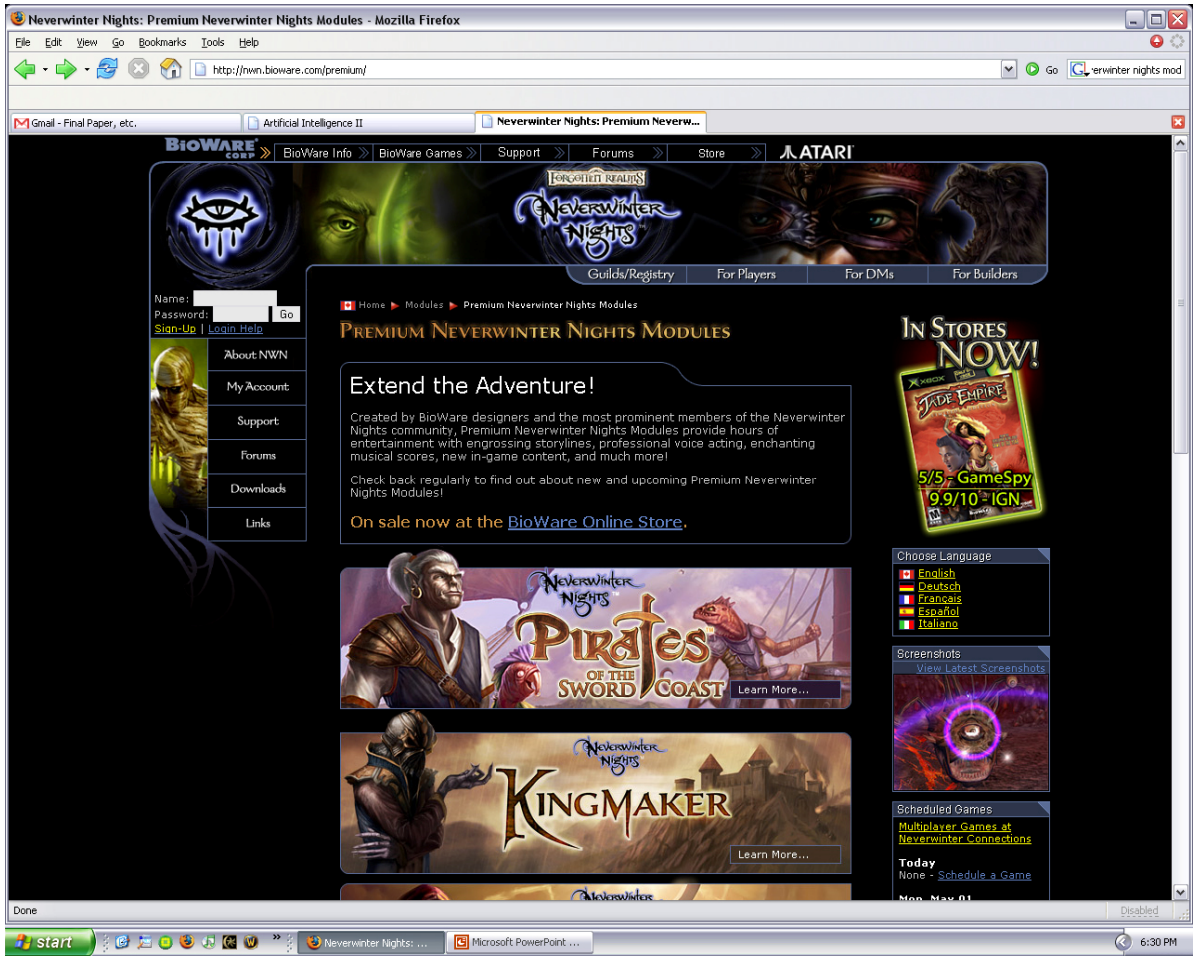 Neverwinter Nights: Premium Neverwinter Nights Modules - Mozilla Firefox
File Edit View Go Bookmarks Tools Help
http://nwn.bioware.com/premium/
Go
erwinter nights mod
Gmail - Final Paper, etc.
Artificial Intelligence II
Neverwinter Nights: Premium Neverw...
BIOWARE CORP
BioWare Info
BioWare Games
Support
Forums
Store
ATARI
FORGOTTEN REALMS
NEVERWINTER NIGHTS
Guilds/Registry
For Players
For DMs
For Builders
Name:
Password:
Go
Sign-Up | Login Help
About NWN
My Account
Support
Forums
Downloads
Links
Home Modules Premium Neverwinter Nights Modules
PREMIUM NEVERWINTER NIGHTS MODULES
Extend the Adventure!
Created by BioWare designers and the most prominent members of the Neverwinter
Nights community, Premium Neverwinter Nights Modules provide hours of
entertainment with engrossing storylines, professional voice acting, enchanting
musical scores, new in-game content, and much more!
Check back regularly to find out about new and upcoming Premium Neverwinter
Nights Modules!
On sale now at the BioWare Online Store.
NEVERWINTER
NIGHTS
PIRATES
OF THE
SWORD COAST
Learn More...
NEVERWINTER
NIGHTS
KINGMAKER
Learn More...
NEVERWINTER
IN STORES
NOW!
XBOX
JADE EMPIRE
5/5 - GameSpy
9.9/10 - IGN
Choose Language
English
Deutsch
Français
Español
Italiano
Screenshots
View Latest Screenshots
Scheduled Games
Multiplayer Games at
Neverwinter Connections
Today
None - Schedule a Game
Mon, May 01
Done
Disabled
start
Neverwinter Nights: ...
Microsoft PowerPoint ...
6:30 PM